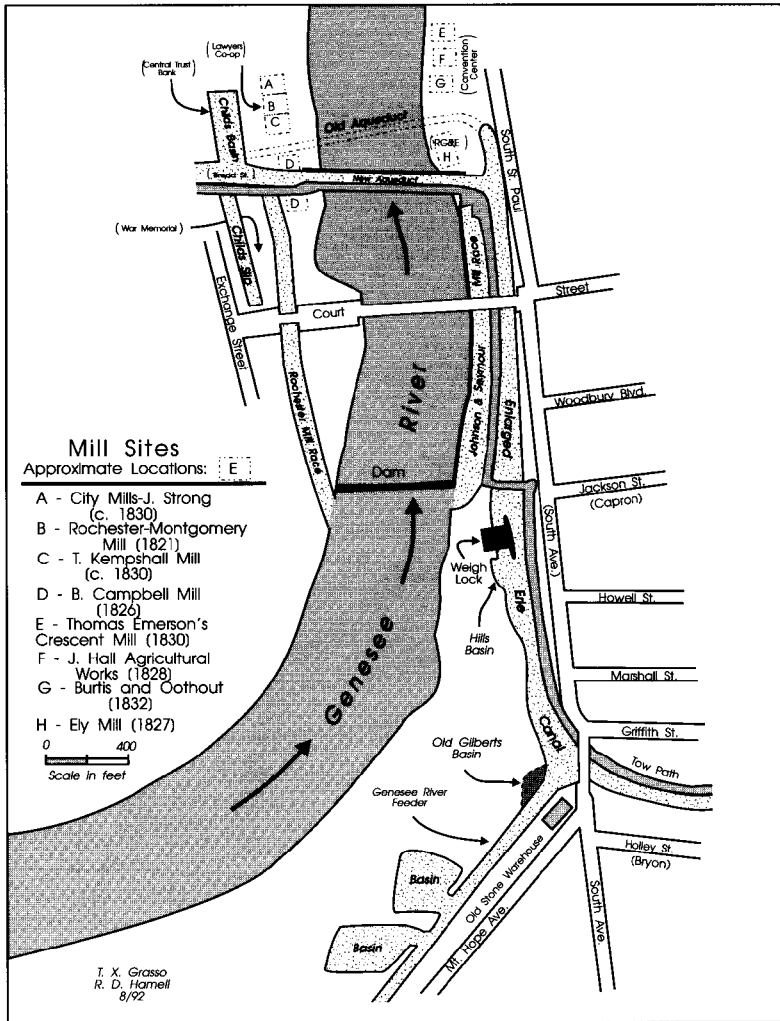 (Lawyers
Co-op)
(Central Trust
Bank)
A
B
C
Childs Basin
E
F
G
(Convention
Center)
Old Aqueduct
(RG&E)
H
D
(Broad St.)
New Aqueduct
D
South St. Paul
(War Memorial)
Childs Slip
Mill Race
Exchange
Street
Court
Street
Rochester Mill Race
River
Johnson & Seymour
Enlarged
Woodbury Blvd.
Dam
Jackson St.
(Capron)
(South Ave.)
Mill Sites
Approximate Locations: E
A - City Mills-J. Strong
(c. 1830)
B - Rochester-Montgomery
Mill (1821)
C - T. Kempshall Mill
(c. 1830)
D - B. Campbell Mill
(1826)
E - Thomas Emerson's
Crescent Mill (1830)
F - J. Hall Agricultural
Works (1828)
G - Burtis and Oothout
(1832)
H - Ely Mill (1827)
0 400
Scale in feet
Weigh
Lock
Erie
Howell St.
Hills
Basin
Genesee
Marshall St.
Canal
Griffith St.
Old Gilberts
Basin
Tow Path
Genesee River
Feeder
Old Stone Warehouse
Holley St.
(Bryon)
Basin
Basin
Mt Hope Ave.
South Ave.
T. X. Grasso
R. D. Hamell
8/92